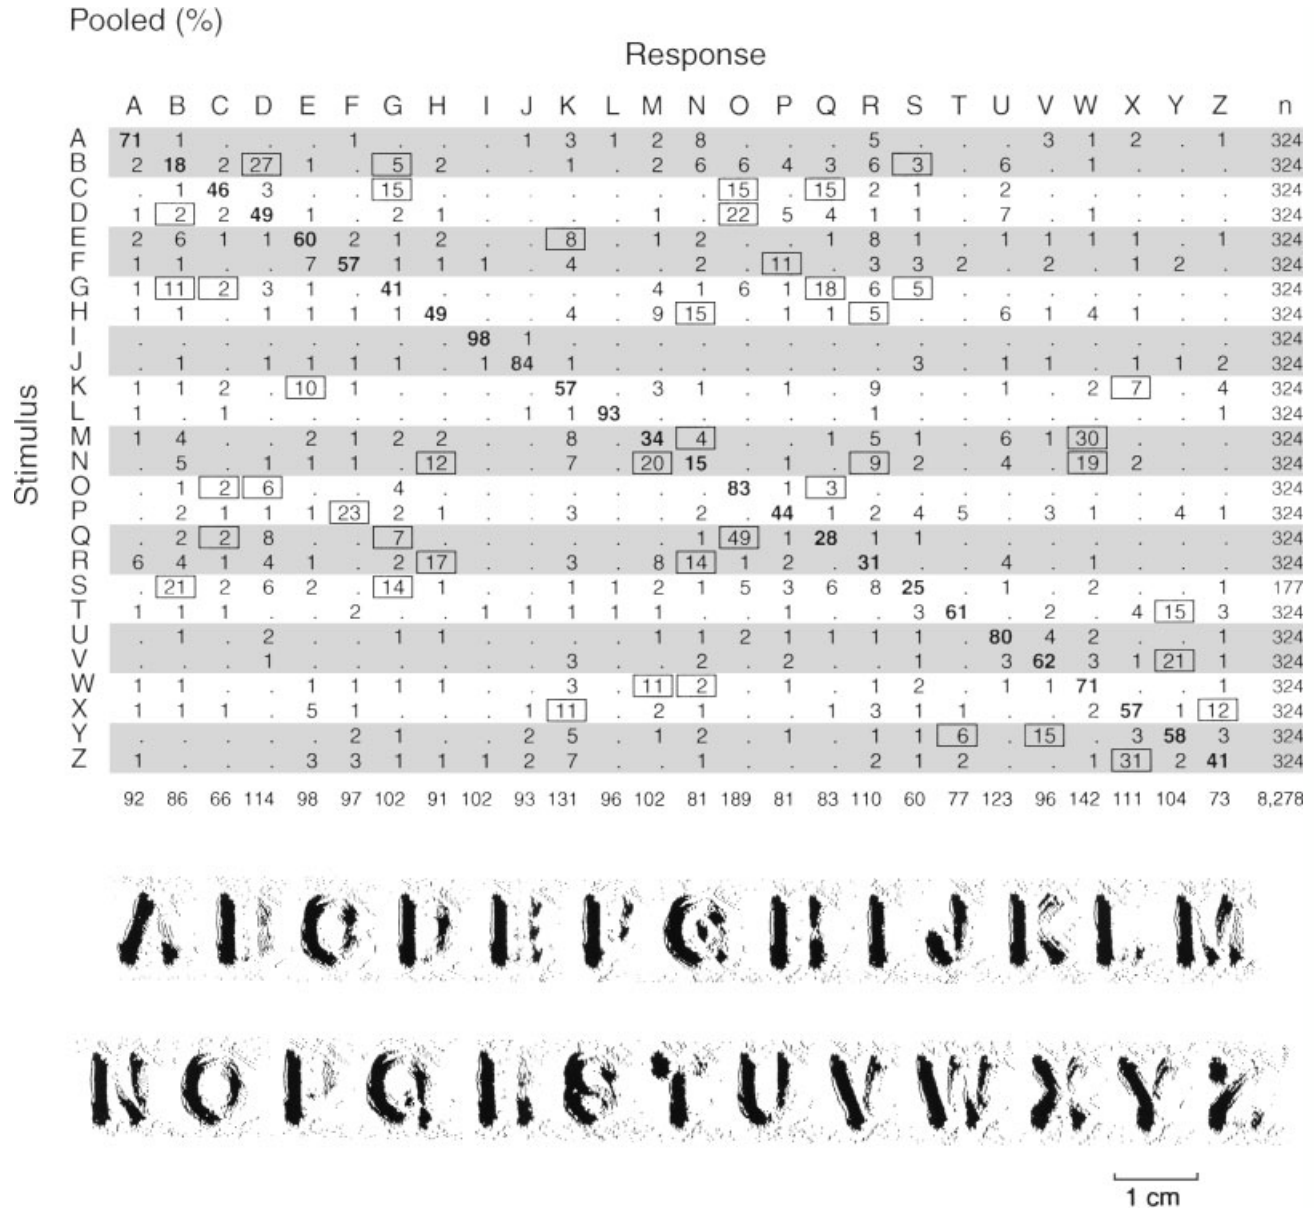 Pooled (%)
Response
A B C D E F G H I J K L M N O P Q R S T U V W X Y Z n
A 71 1 . . . 1 . . . 1 3 1 2 8 . . . 5 . . . 3 1 2 . 1 324
B 2 18 2 27 1 . 5 2 . . 1 . 2 6 6 4 3 6 3 . 6 . 1 . . . 324
C . 1 46 3 . . 15 . . . . . . . 15 . 15 2 1 . 2 . . . . . 324
D 1 2 2 49 1 . 2 1 . . . . 1 . 22 5 4 1 1 . 7 . 1 . . . 324
E 2 6 1 1 60 2 1 2 . . 8 . 1 2 . . 1 8 1 . 1 1 1 1 . 1 324
F 1 1 . . 7 57 1 1 1 . 4 . . 2 . 11 . 3 3 2 . 2 . 1 2 . 324
G 1 11 2 3 1 . 41 . . . . . 4 1 6 1 18 6 5 . . . . . . . 324
H 1 1 . 1 1 1 1 49 . . 4 . 9 15 . 1 1 5 . . 6 1 4 1 . . 324
I . . . . . . . . 98 1 . . . . . . . . . . . . . . . . 324
J . 1 . 1 1 1 1 . 1 84 1 . . . . . . . 3 . 1 1 . 1 1 2 324
K 1 1 2 . 10 1 . . . . 57 . 3 1 . 1 . 9 . . 1 . 2 7 . 4 324
L 1 . 1 . . . . . . 1 1 93 . . . . . 1 . . . . . . . 1 324
M 1 4 . . 2 1 2 2 . . 8 . 34 4 . . 1 5 1 . 6 1 30 . . . 324
N . 5 . 1 1 1 . 12 . . 7 . 20 15 . 1 . 9 2 . 4 . 19 2 . . 324
O . 1 2 6 . . 4 . . . . . . . 83 1 3 . . . . . . . . . 324
P . 2 1 1 1 23 2 1 . . 3 . . 2 . 44 1 2 4 5 . 3 1 . 4 1 324
Q . 2 2 8 . . 7 . . . . . . 1 49 1 28 1 1 . . . . . . . 324
R 6 4 1 4 1 . 2 17 . . 3 . 8 14 1 2 . 31 . . 4 . 1 . . . 324
S . 21 2 6 2 . 14 1 . . 1 1 2 1 5 3 6 8 25 . 1 . 2 . . 1 177
T 1 1 1 . . 2 . . 1 1 1 1 1 . . 1 . . 3 61 . 2 . 4 15 3 324
U . 1 . 2 . . 1 1 . . . . 1 1 2 1 1 1 1 . 80 4 2 . . 1 324
V . . . 1 . . . . . . 3 . . 2 . 2 . . 1 . 3 62 3 1 21 1 324
W 1 1 . . 1 1 1 1 . . 3 . 11 2 . 1 . 1 2 . 1 1 71 . . 1 324
X 1 1 1 . 5 1 . . . 1 11 . 2 1 . . 1 3 1 1 . . 2 57 1 12 324
Y . . . . . 2 1 . . 2 5 . 1 2 . 1 . 1 1 6 . 15 . 3 58 3 324
Z 1 . . . 3 3 1 1 1 2 7 . . 1 . . . 2 1 2 . . 1 31 2 41 324
92 86 66 114 98 97 102 91 102 93 131 96 102 81 189 81 83 110 60 77 123 96 142 111 104 73 8,278
Stimulus
A B C D E F G H I J K L M
N O P Q R S T U V W X Y Z
1 cm